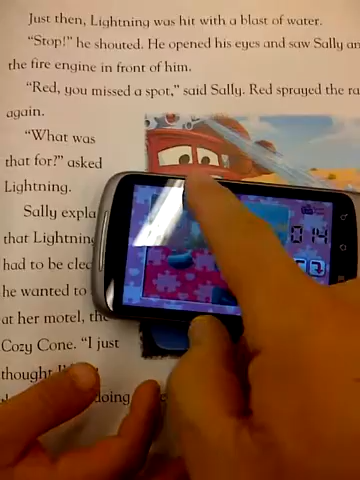 Just then, Lightning was hit with a blast of water.
"Stop!" he shouted. He opened his eyes and saw Sally an
the fire engine in front of him.
"Red, you missed a spot," said Sally. Red sprayed the
again.
"What was
that for?" asked
Lightning.
Sally expla
that Lightning
had to be
he wanted to
at her motel,
Cozy Cone. "I just
thought
doing
014